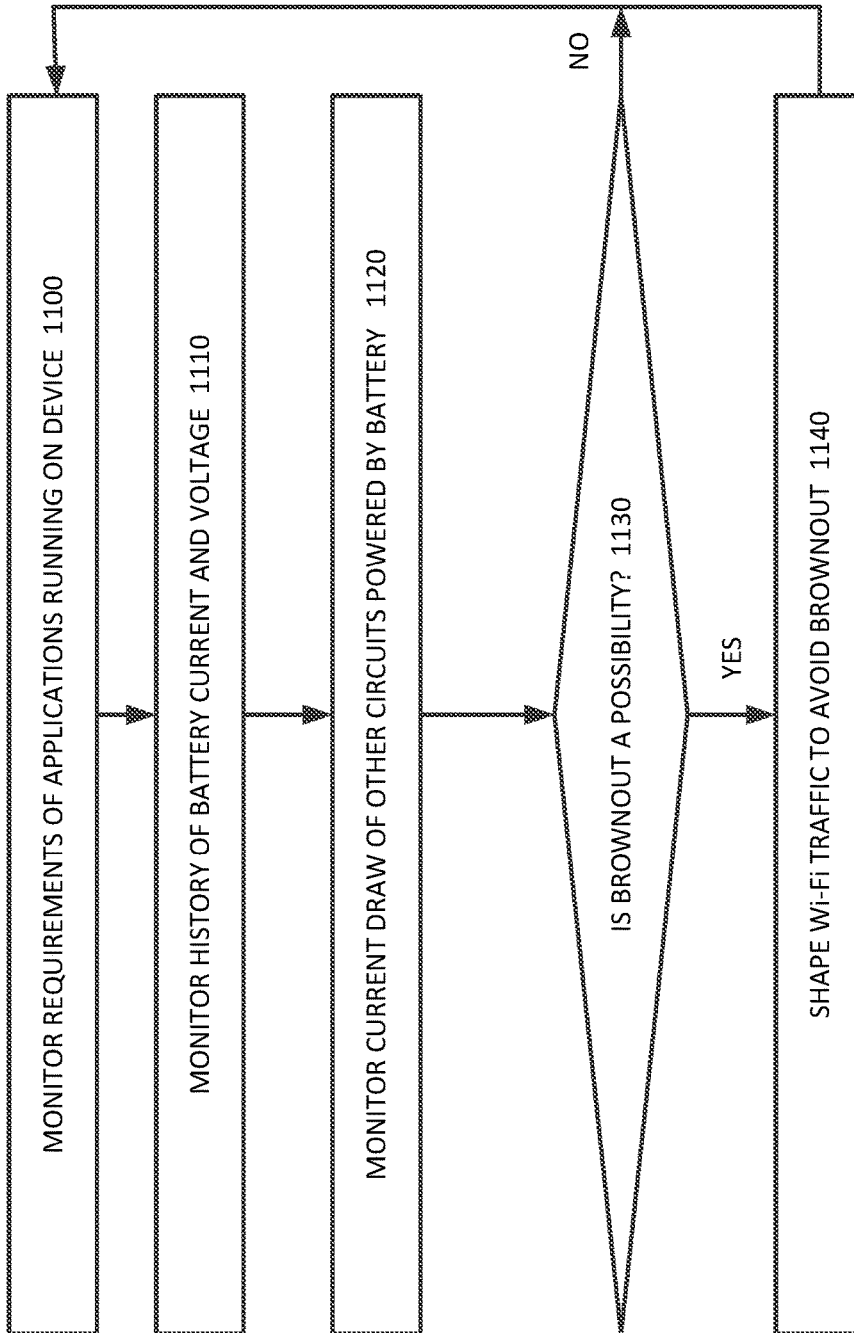 MONITOR REQUIREMENTS OF APPLICATIONS RUNNING ON DEVICE 1100
MONITOR HISTORY OF BATTERY CURRENT AND VOLTAGE 1110
MONITOR CURRENT DRAW OF OTHER CIRCUITS POWERED BY BATTERY 1120
IS BROWNOUT A POSSIBILITY? 1130
NO
YES
SHAPE Wi-Fi TRAFFIC TO AVOID BROWNOUT 1140